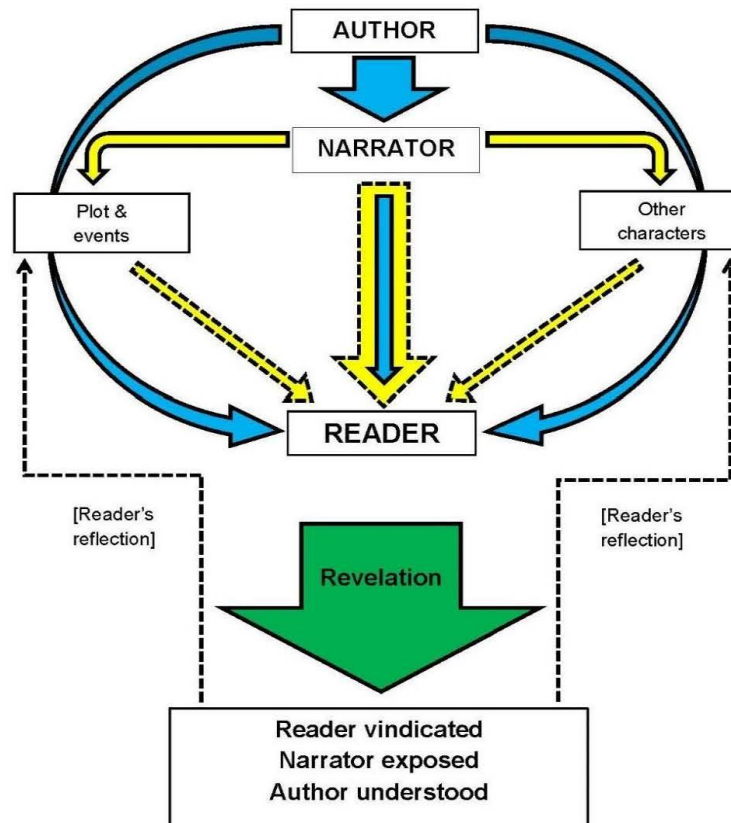 AUTHOR
NARRATOR
Plot &
events
Other
characters
READER
[Reader's
reflection]
[Reader's
reflection]
Revelation
Reader vindicated
Narrator exposed
Author understood